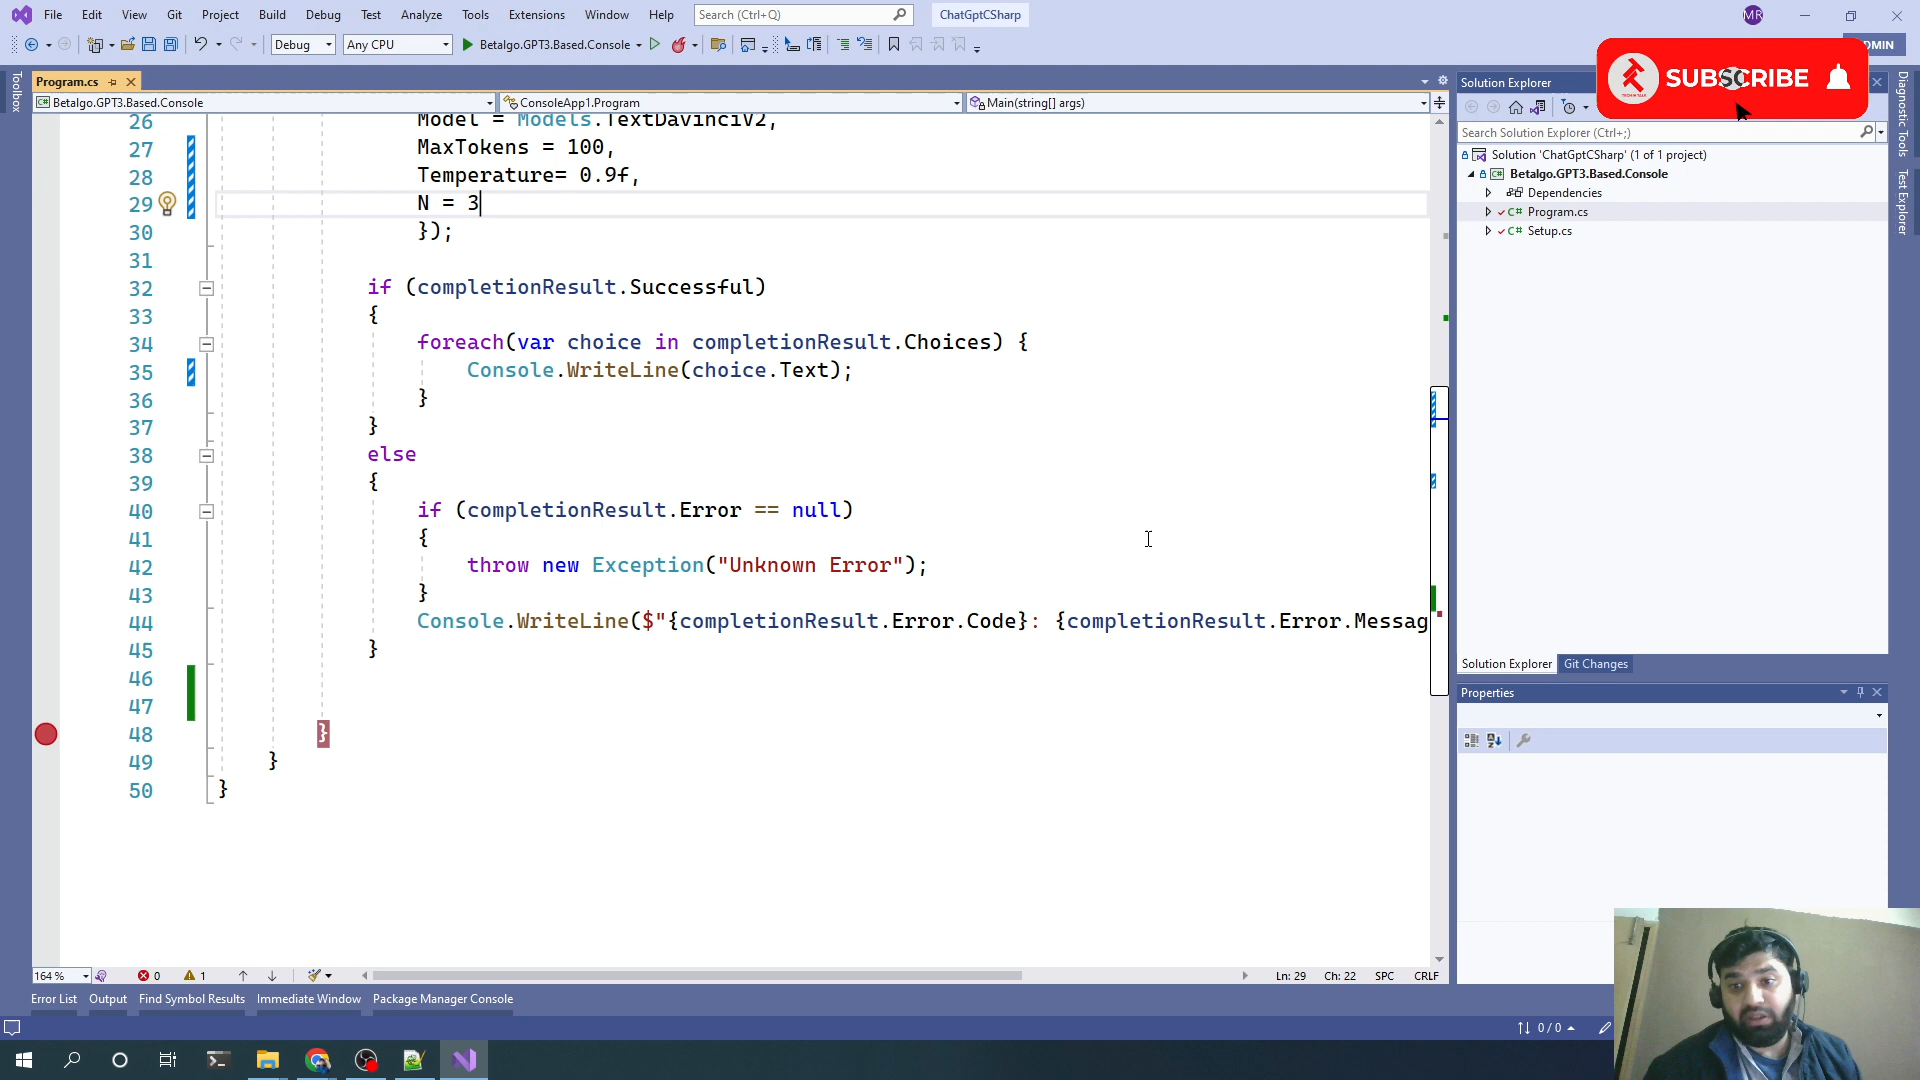 File Edit View Git Project Build Debug Test Analyze Tools Extensions Window Help Search (Ctrl+Q) ChatGptCSharp MR
Debug Any CPU Betalgo.GPT3.Based.Console
SUBSCRIBE
Program.cs
Betalgo.GPT3.Based.Console ConsoleApp1.Program Main(string[] args)
Toolbox
26 Model = Models.TextDavinciV2,
27 MaxTokens = 100,
28 Temperature= 0.9f,
29 N = 3
30 });
31
32 if (completionResult.Successful)
33 {
34 foreach(var choice in completionResult.Choices) {
35 Console.WriteLine(choice.Text);
36 }
37 }
38 else
39 {
40 if (completionResult.Error == null)
41 {
42 throw new Exception("Unknown Error");
43 }
44 Console.WriteLine($"{completionResult.Error.Code}: {completionResult.Error.Messag
45 }
46
47
48 }
49 }
50 }
164 % 0 1 Ln: 29 Ch: 22 SPC CRLF
Error List Output Find Symbol Results Immediate Window Package Manager Console
Solution Explorer
Search Solution Explorer (Ctrl+;)
Solution 'ChatGptCSharp' (1 of 1 project)
Betalgo.GPT3.Based.Console
Dependencies
C# Program.cs
C# Setup.cs
Solution Explorer Git Changes
Properties
Diagnostic Tools
Test Explorer
0 / 0